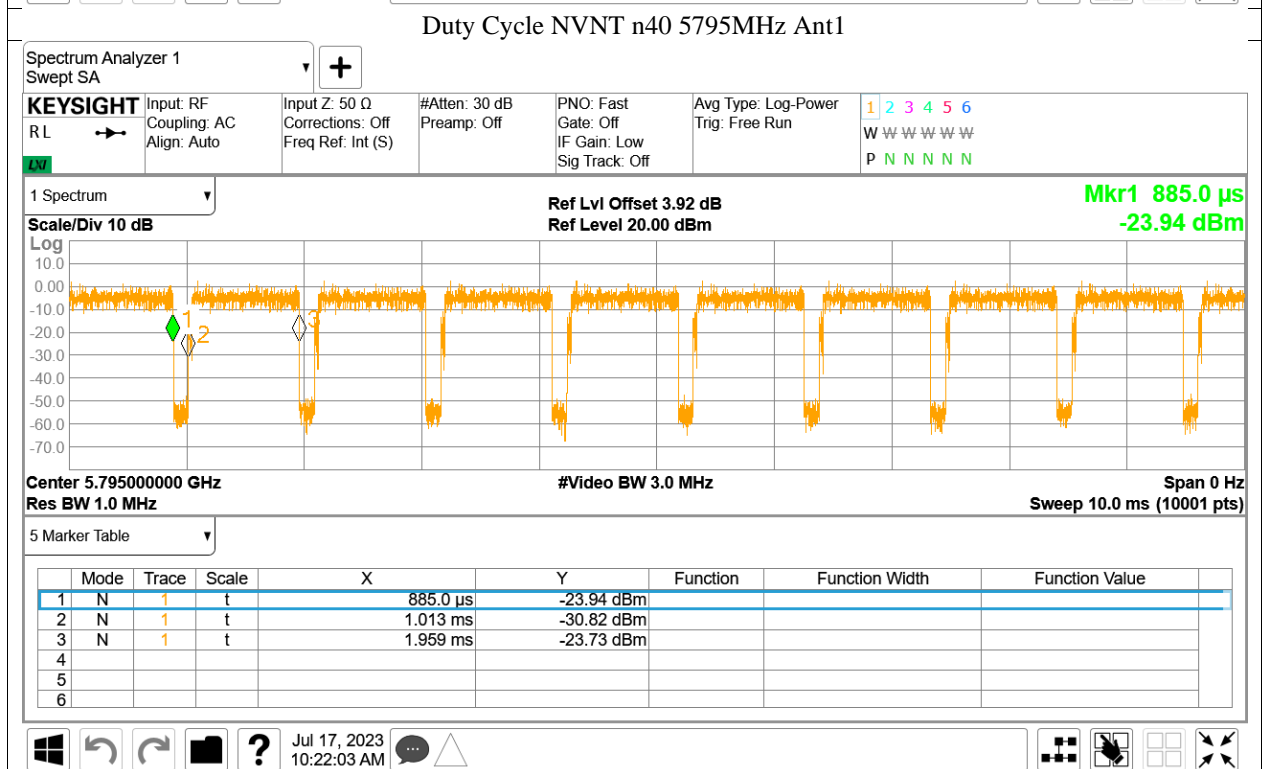 Duty Cycle NVNT n40 5795MHz Ant1
Spectrum Analyzer 1
Swept SA
KEYSIGHT
R L
LXI
Input: RF
Coupling: AC
Align: Auto
Input Z: 50 Ω
Corrections: Off
Freq Ref: Int (S)
#Atten: 30 dB
Preamp: Off
PNO: Fast
Gate: Off
IF Gain: Low
Sig Track: Off
Avg Type: Log-Power
Trig: Free Run
1 2 3 4 5 6
W W W W W W
P N N N N N
1 Spectrum
Scale/Div 10 dB
Ref Lvl Offset 3.92 dB
Ref Level 20.00 dBm
Mkr1 885.0 µs
-23.94 dBm
Log
10.0
0.00
-10.0
-20.0
-30.0
-40.0
-50.0
-60.0
-70.0
1
2
3
Center 5.795000000 GHz
#Video BW 3.0 MHz
Span 0 Hz
Res BW 1.0 MHz
Sweep 10.0 ms (10001 pts)
5 Marker Table
Mode Trace Scale X Y Function Function Width Function Value
1 N 1 t 885.0 µs -23.94 dBm
2 N 1 t 1.013 ms -30.82 dBm
3 N 1 t 1.959 ms -23.73 dBm
4
5
6
?
Jul 17, 2023
10:22:03 AM